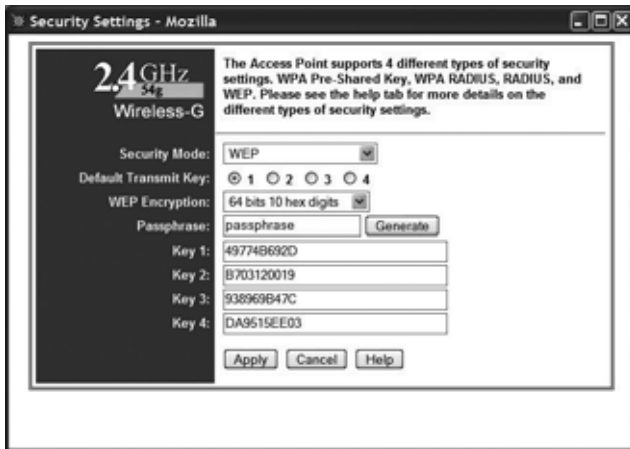 Security Settings - Mozilla
2.4GHz
54g
Wireless-G
The Access Point supports 4 different types of security
settings. WPA Pre-Shared Key, WPA RADIUS, RADIUS, and
WEP. Please see the help tab for more details on the
different types of security settings.
Security Mode: WEP
Default Transmit Key: 1 2 3 4
WEP Encryption: 64 bits 10 hex digits
Passphrase: passphrase Generate
Key 1: 49774B692D
Key 2: B703120019
Key 3: 938969B47C
Key 4: DA9515EE03
Apply Cancel Help